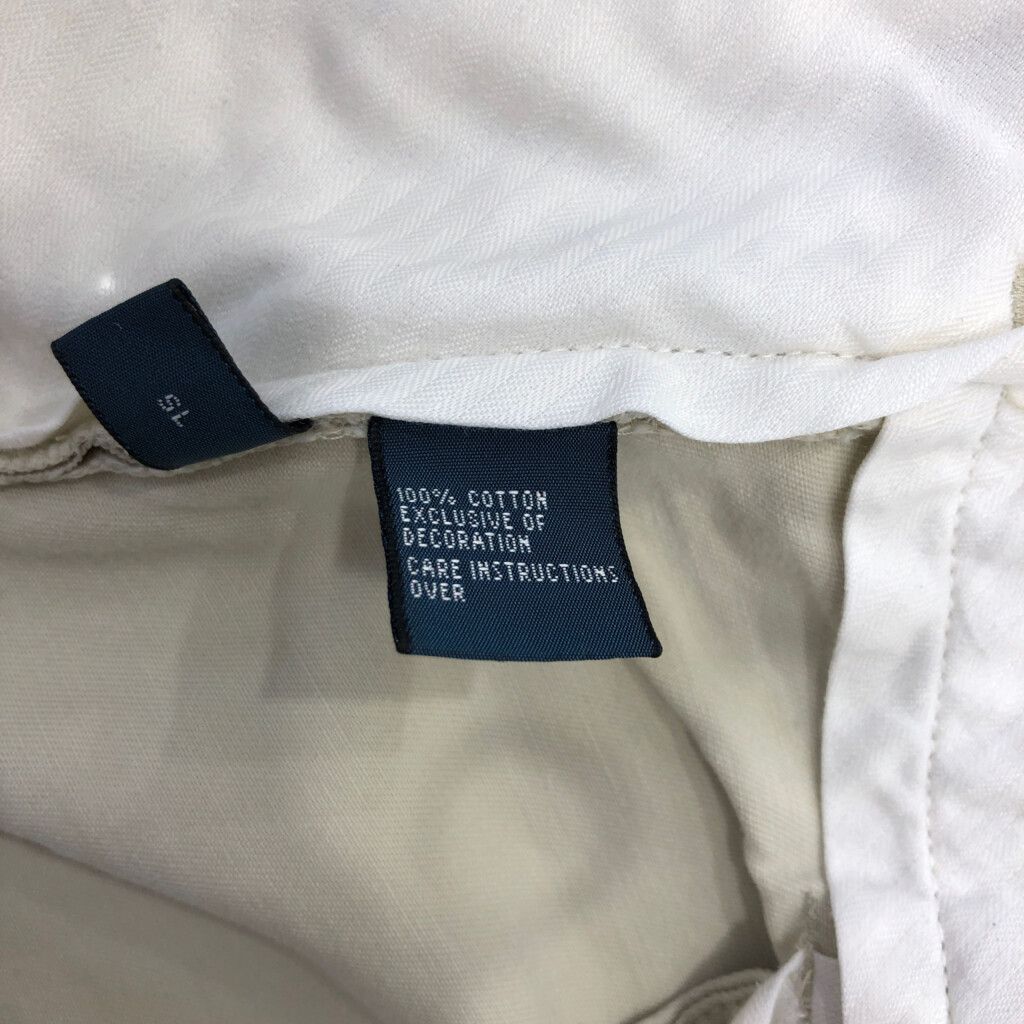 100% COTTON
EXCLUSIVE OF
DECORATION
CARE INSTRUCTIONS
OVER